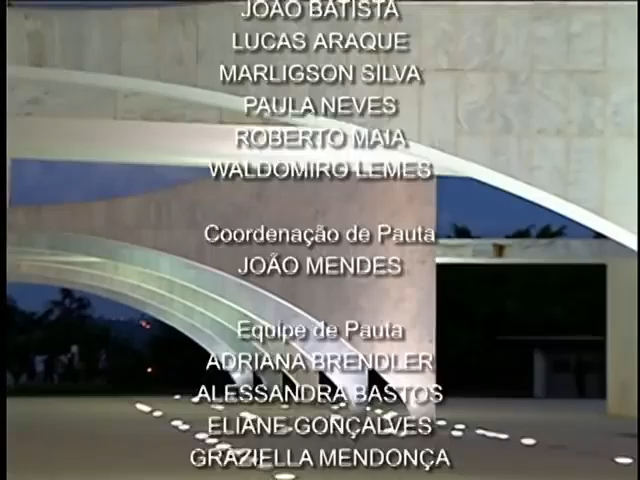 JOÃO BATISTA
LUCAS ARAQUE
MARLIGSON SILVA
PAULA NEVES
ROBERTO MAIA
WALDOMIRO LEMES
Coordenação de Pauta
JOÃO MENDES
Equipe de Pauta
ADRIANA BRENDLER
ALESSANDRA BASTOS
ELIANE GONÇALVES
GRAZIELLA MENDONÇA